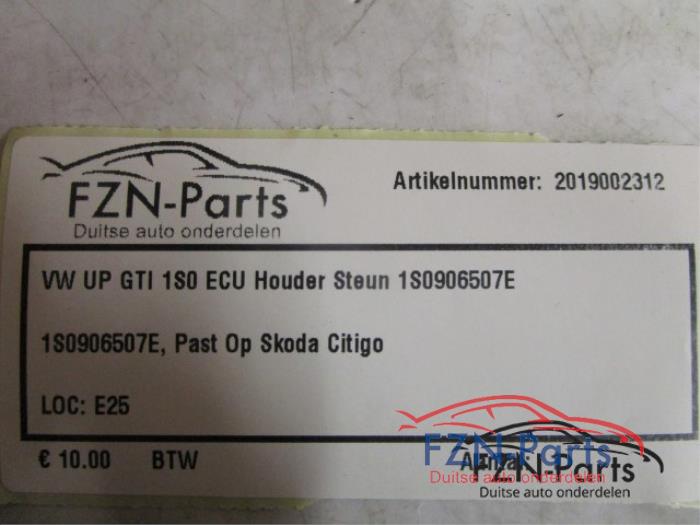 FZN-Parts
Duitse auto onderdelen
Artikelnummer: 2019002312
VW UP GTI 1S0 ECU Houder Steun 1S0906507E
1S0906507E, Past Op Skoda Citigo
LOC: E25
€ 10.00 BTW
FZN-Parts
Duitse auto onderdelen
FZN-Parts
Duitse auto onderdelen